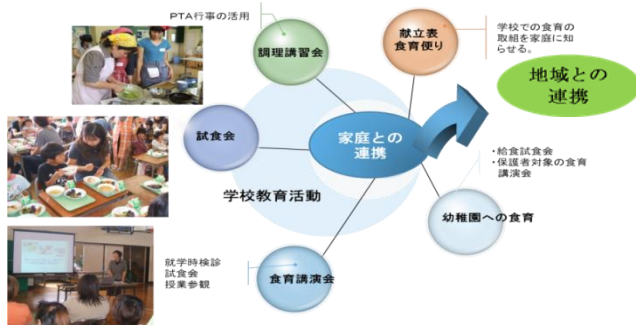 PTA行事の活用
調理講習会
献立表
食育便り
学校での食育の
取組を家庭に知
らせる。
地域との
連携
試食会
家庭との
連携
・給食試食会
・保護者対象の食育
講演会
学校教育活動
幼稚園への食育
就学時検診
試食会
授業参観
食育講演会